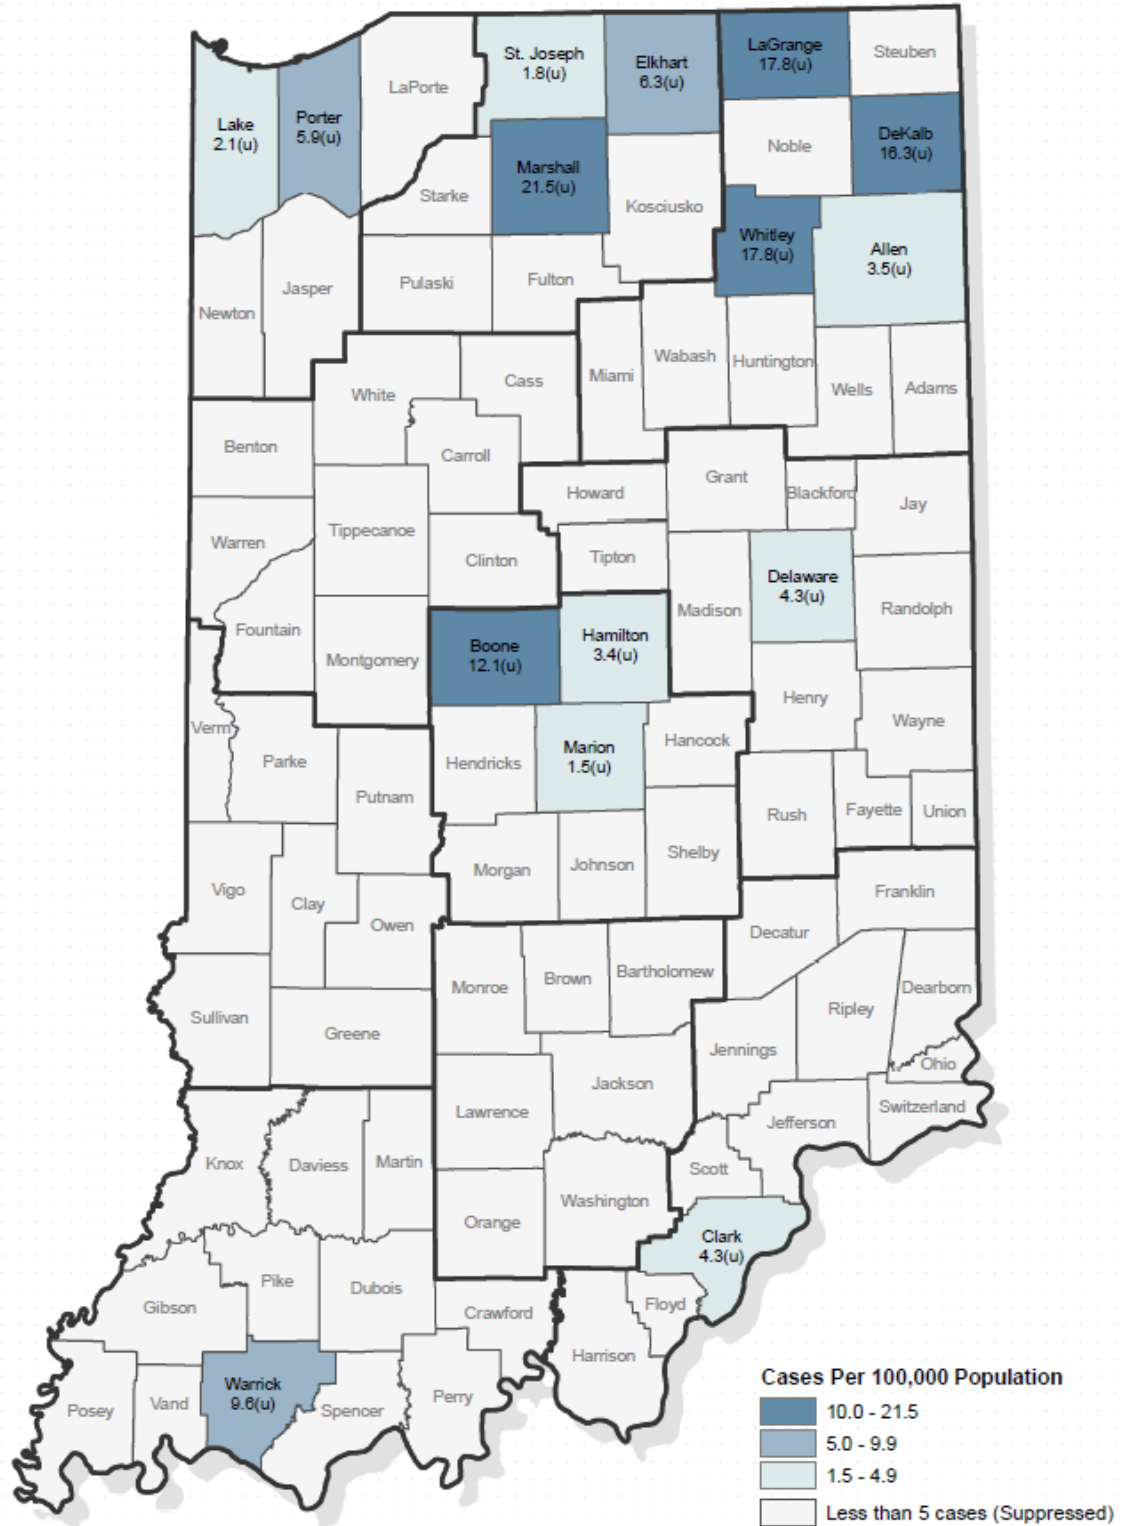 LaGrange
17.8(u)
Steuben
St. Joseph
1.8(u)
Elkhart
6.3(u)
LaPorte
Lake
2.1(u)
Porter
5.9(u)
Noble
DeKalb
16.3(u)
Marshall
21.5(u)
Starke
Kosciusko
Whitley
17.8(u)
Allen
3.5(u)
Newton
Jasper
Pulaski
Fulton
Miami
Wabash
Huntington
Wells
Adams
White
Cass
Benton
Carroll
Howard
Grant
Blackford
Jay
Warren
Tippecanoe
Clinton
Tipton
Delaware
4.3(u)
Madison
Randolph
Fountain
Montgomery
Boone
12.1(u)
Hamilton
3.4(u)
Henry
Wayne
Verm
Parke
Putnam
Hendricks
Marion
1.5(u)
Hancock
Rush
Fayette
Union
Morgan
Johnson
Shelby
Vigo
Clay
Owen
Franklin
Decatur
Monroe
Brown
Bartholomew
Dearborn
Ripley
Sullivan
Greene
Jennings
Ohio
Jackson
Lawrence
Switzerland
Jefferson
Knox
Daviess
Martin
Scott
Washington
Orange
Clark
4.3(u)
Pike
Dubois
Gibson
Crawford
Floyd
Harrison
Warrick
9.6(u)
Posey
Vand
Spencer
Perry
Cases Per 100,000 Population
10.0 - 21.5
5.0 - 9.9
1.5 - 4.9
Less than 5 cases (Suppressed)